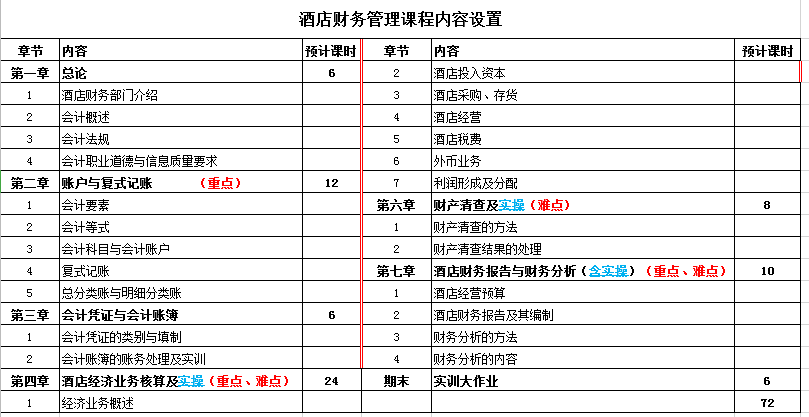 酒店财务管理课程内容设置
章节 内容 预计课时
第一章 总论 6
1 酒店财务部门介绍
2 会计概述
3 会计法规
4 会计职业道德与信息质量要求
第二章 账户与复式记账 （重点） 12
1 会计要素
2 会计等式
3 会计科目与会计账户
4 复式记账
5 总分类账与明细分类账
第三章 会计凭证与会计账簿 6
1 会计凭证的类别与填制
2 会计账簿的账务处理及实训
第四章 酒店经济业务核算及实操（重点、难点） 24
1 经济业务概述
章节 内容 预计课时
2 酒店投入资本
3 酒店采购、存货
4 酒店经营
5 酒店税费
6 外币业务
7 利润形成及分配
第六章 财产清查及实操（难点） 8
1 财产清查的方法
2 财产清查结果的处理
第七章 酒店财务报告与财务分析（含实操）（重点、难点） 10
1 酒店经营预算
2 酒店财务报告及其编制
3 财务分析的方法
4 财务分析的内容
期末 实训大作业 6
72